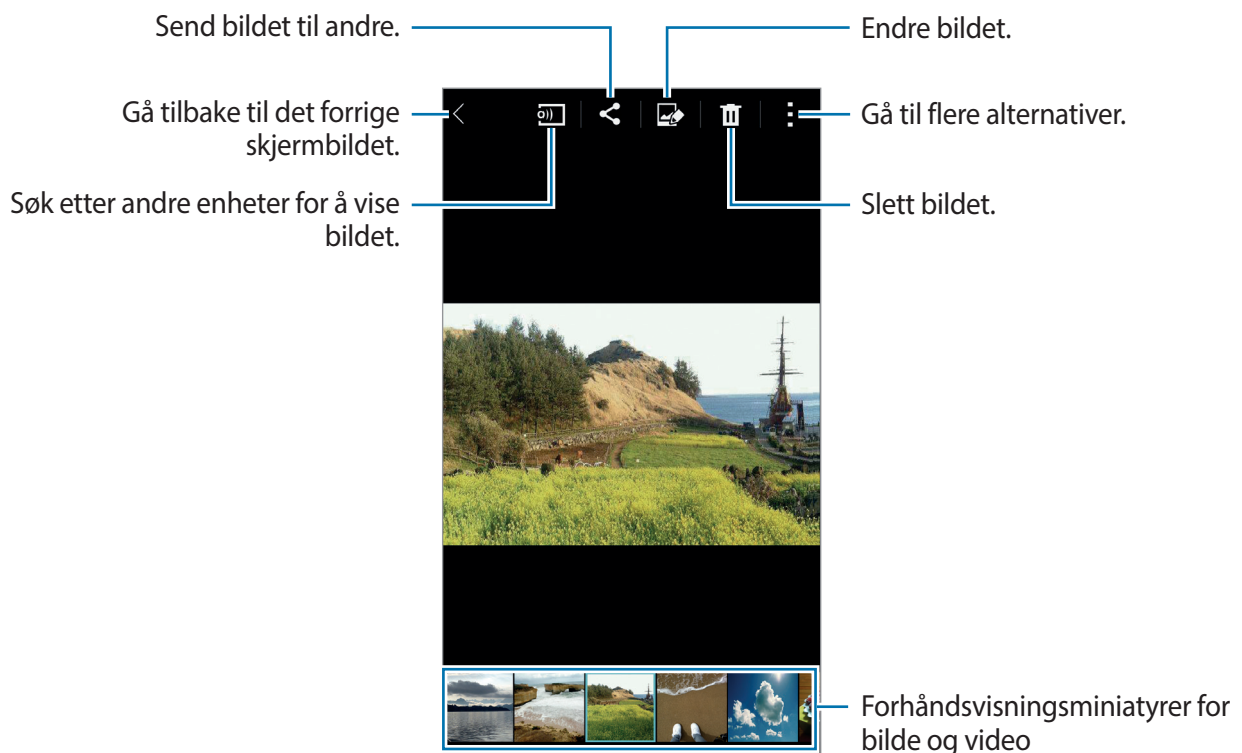 Send bildet til andre.
Endre bildet.
Gå tilbake til det forrige
skjermbildet.
Gå til flere alternativer.
Søk etter andre enheter for å vise
bildet.
Slett bildet.
Forhåndsvisningsminiatyrer for
bilde og video